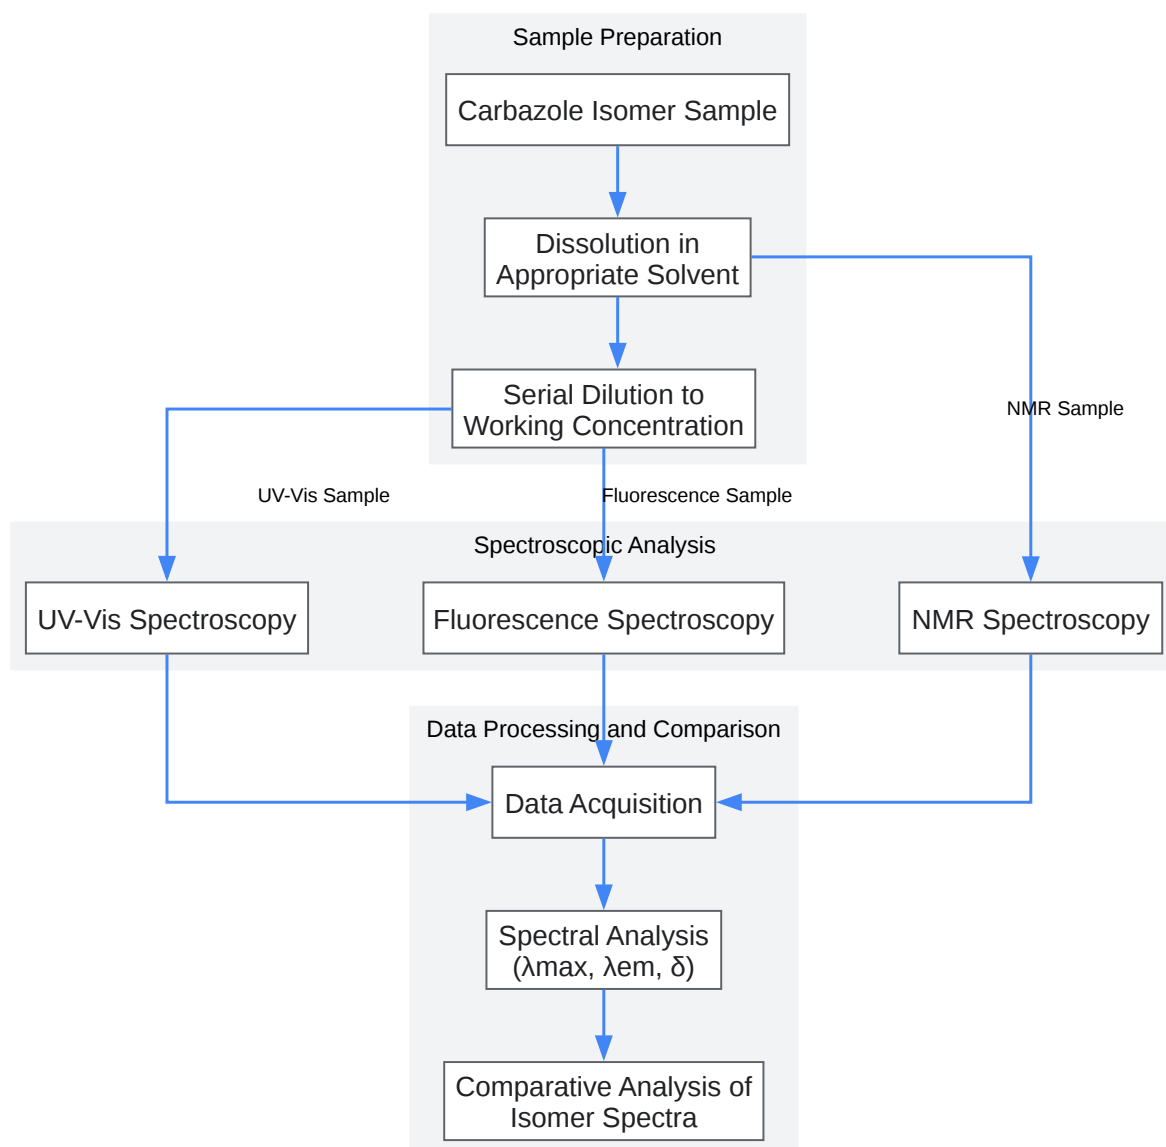 Sample Preparation
Carbazole Isomer Sample
Dissolution in
Appropriate Solvent
Serial Dilution to
Working Concentration
NMR Sample
UV-Vis Sample
Fluorescence Sample
Spectroscopic Analysis
UV-Vis Spectroscopy
Fluorescence Spectroscopy
NMR Spectroscopy
Data Processing and Comparison
Data Acquisition
Spectral Analysis
(λmax, λem, δ)
Comparative Analysis of
Isomer Spectra